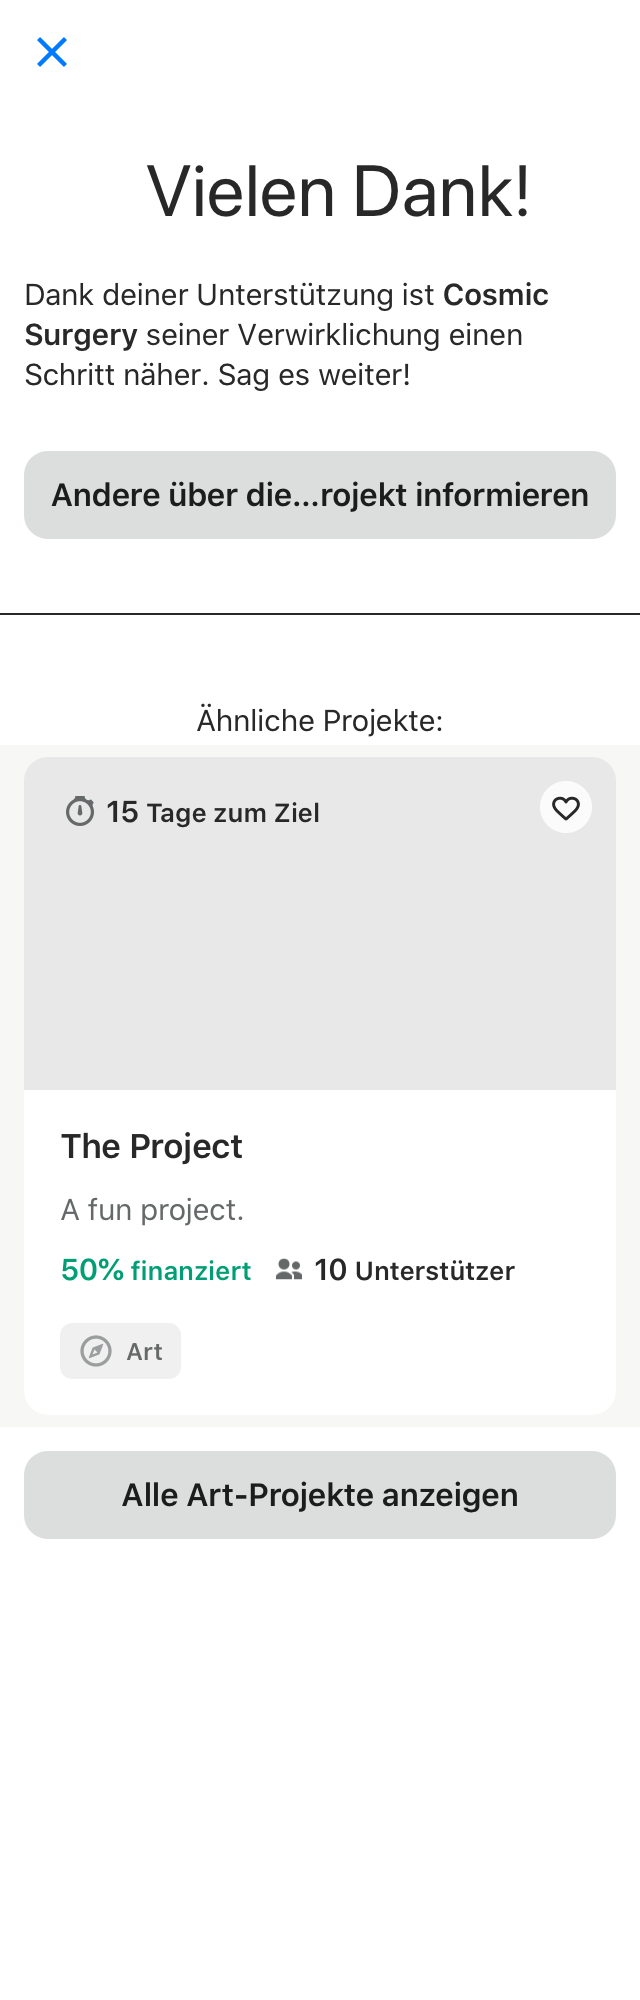 Vielen Dank!
Dank deiner Unterstützung ist Cosmic
Surgery seiner Verwirklichung einen
Schritt näher. Sag es weiter!
Andere über die...rojekt informieren
Ähnliche Projekte:
15 Tage zum Ziel
The Project
A fun project.
50% finanziert 10 Unterstützer
Art
Alle Art-Projekte anzeigen